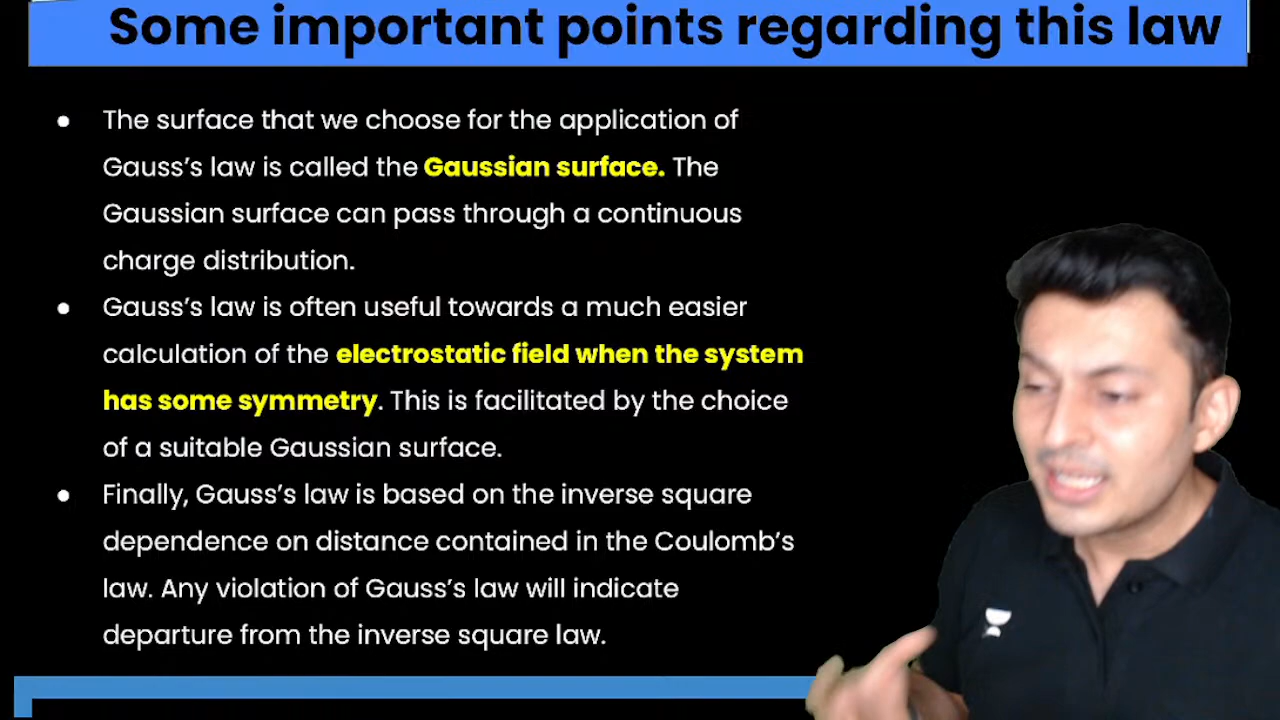 Some important points regarding this law
● The surface that we choose for the application of
Gauss’s law is called the Gaussian surface. The
Gaussian surface can pass through a continuous
charge distribution.
● Gauss’s law is often useful towards a much easier
calculation of the electrostatic field when the system
has some symmetry. This is facilitated by the choice
of a suitable Gaussian surface.
● Finally, Gauss’s law is based on the inverse square
dependence on distance contained in the Coulomb’s
law. Any violation of Gauss’s law will indicate
departure from the inverse square law.